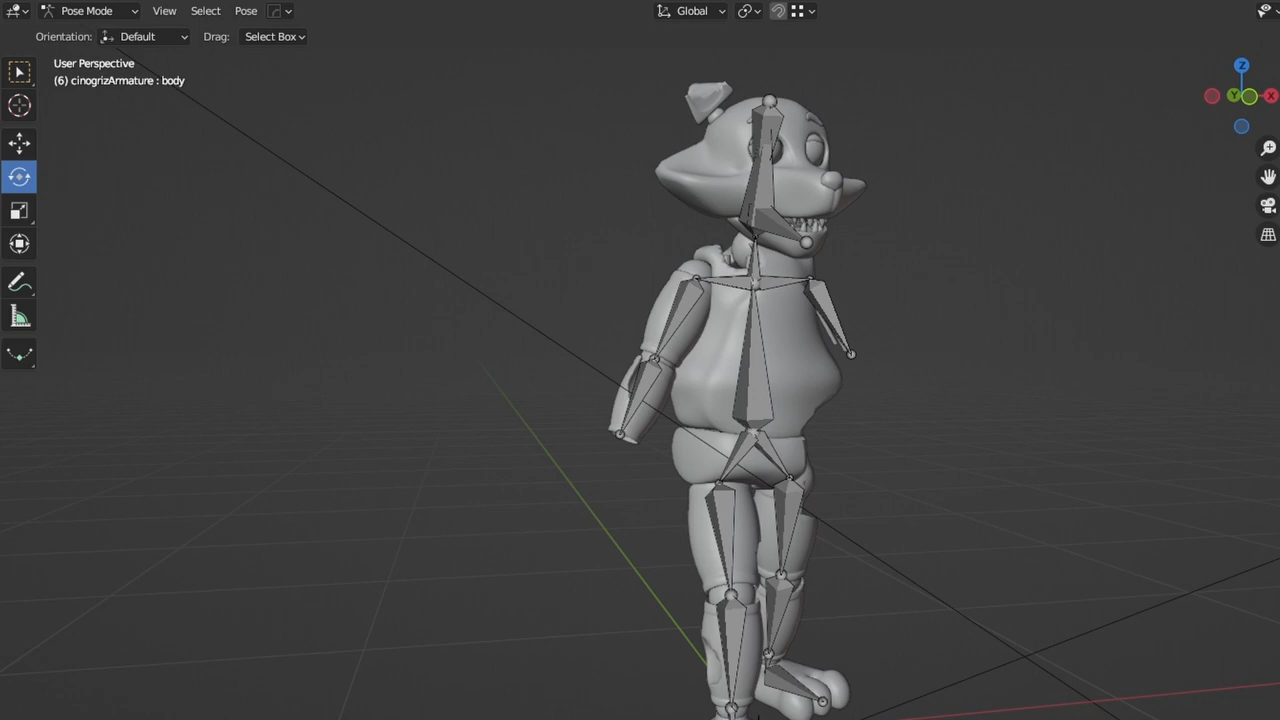 Pose Mode View Select Pose Global
Orientation: Default Drag: Select Box
User Perspective
(6) cinogrizArmature : body
Z
Y X